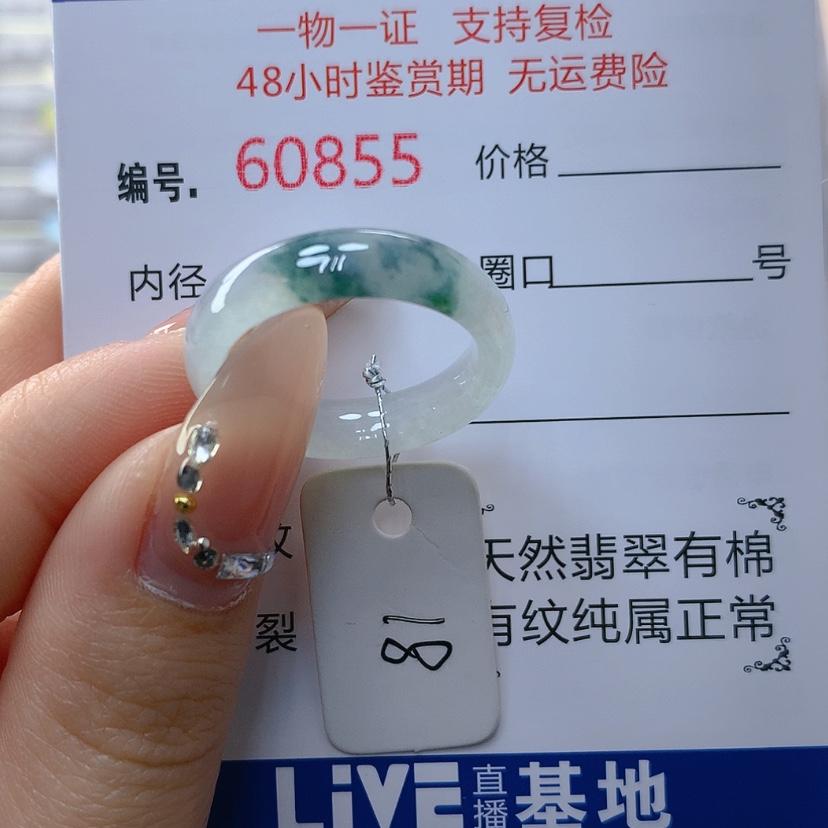 一物一证 支持复检
48小时鉴赏期 无运费险
编号. 60855 价格
内径 圈口 号
天然翡翠有棉
裂 有纹纯属正常
81
LiVE 直播 基地